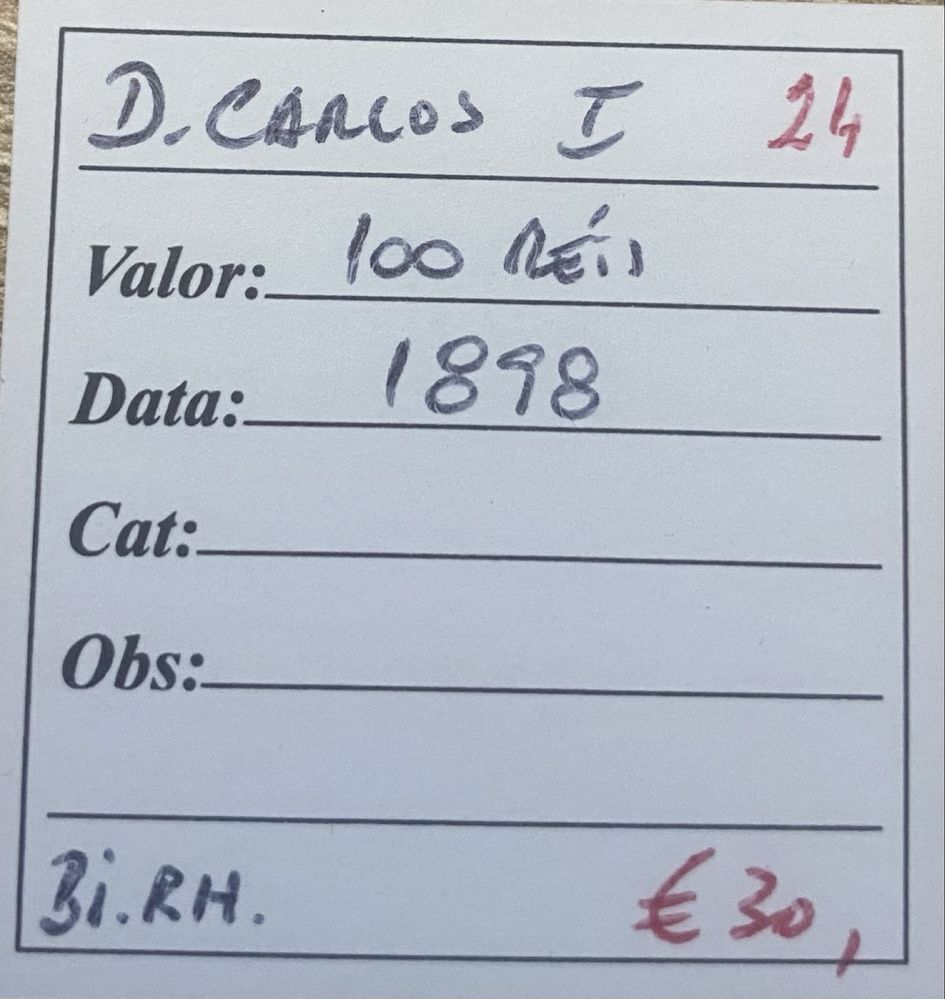 D. CARLOS I 24
Valor: 100 RÉIS
Data: 1898
Cat:
Obs:
Bi.RH. € 30,